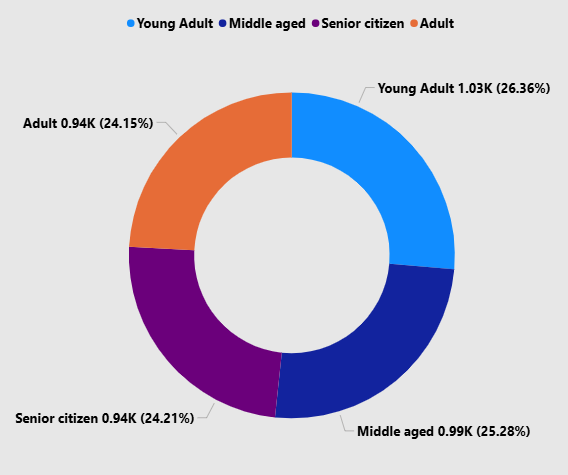 Young Adult Middle aged Senior citizen Adult
Young Adult 1.03K (26.36%)
Adult 0.94K (24.15%)
Senior citizen 0.94K (24.21%)
Middle aged 0.99K (25.28%)